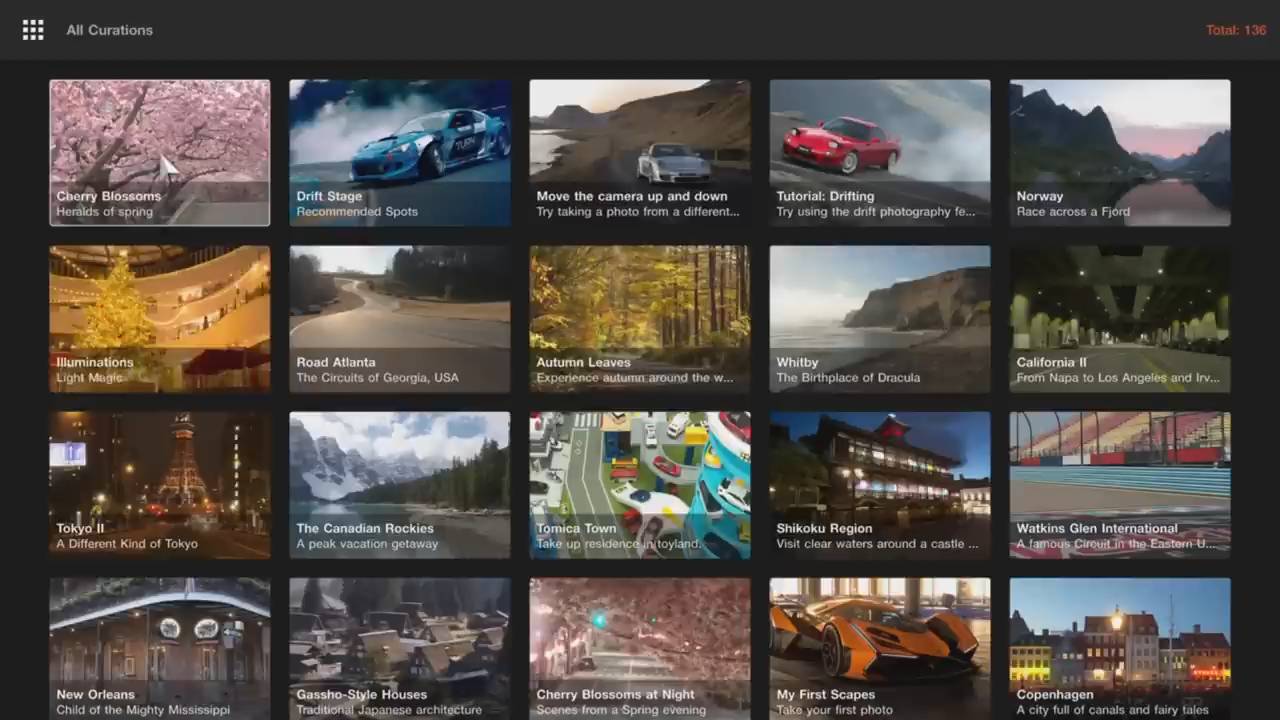 All Curations
Total: 136
Cherry Blossoms
Heralds of spring
TURN
Drift Stage
Recommended Spots
Move the camera up and down
Try taking a photo from a different...
Tutorial: Drifting
Try using the drift photography fe...
Norway
Race across a Fjord
Illuminations
Light Magic
Road Atlanta
The Circuits of Georgia, USA
Autumn Leaves
Experience autumn around the w...
Whitby
The Birthplace of Dracula
California II
From Napa to Los Angeles and Irv...
Tokyo II
A Different Kind of Tokyo
The Canadian Rockies
A peak vacation getaway
Tomica Town
Take up residence in toyland.
Shikoku Region
Visit clear waters around a castle ...
Watkins Glen International
A famous Circuit in the Eastern U...
New Orleans
Child of the Mighty Mississippi
Gassho-Style Houses
Traditional Japanese architecture
Cherry Blossoms at Night
Scenes from a Spring evening
My First Scapes
Take your first photo
Copenhagen
A city full of canals and fairy tales